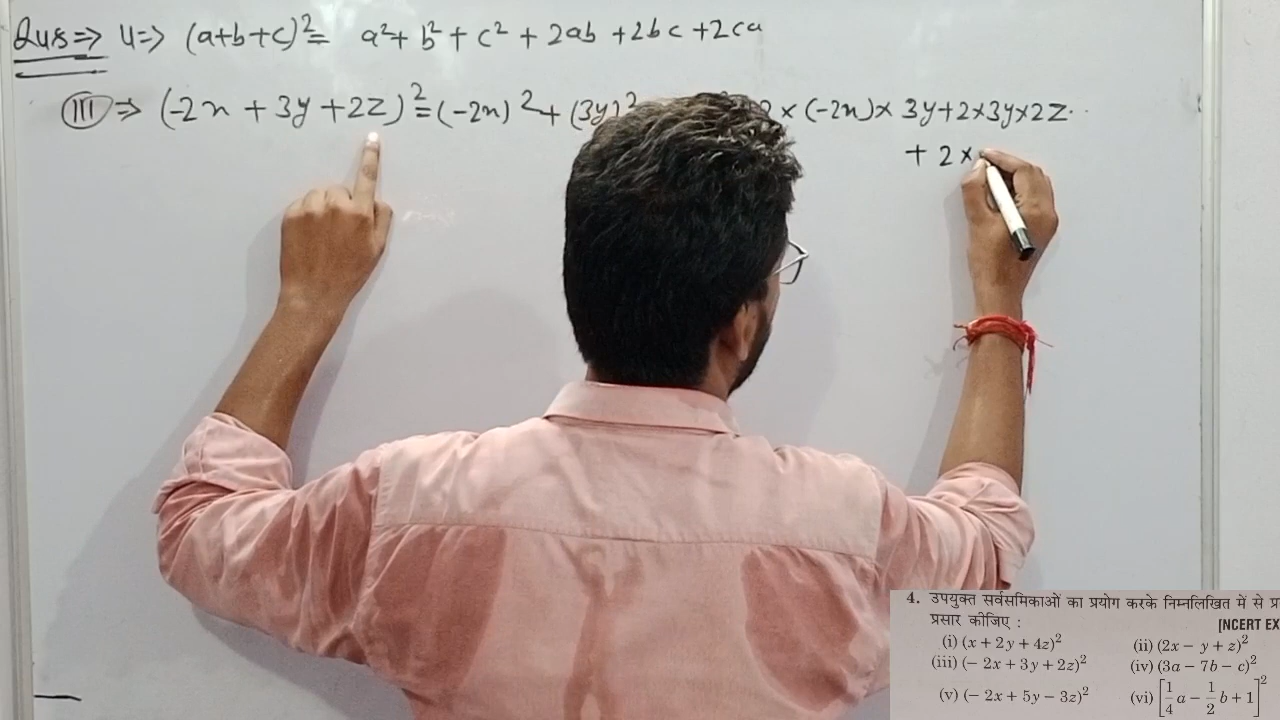 Ques⇒ 4⇒ (a+b+c)² = a² + b² + c² + 2ab + 2bc + 2ca
(III) ⇒ (-2x + 3y + 2z)² = (-2x)² + (3y)² × (-2x) × 3y + 2×3y×2z
+ 2×
4. उपयुक्त सर्वसमिकाओं का प्रयोग करके निम्नलिखित में से
प्रसार कीजिए : [NCERT EX
(i) (x + 2y + 4z)² (ii) (2x − y + z)²
(iii) (− 2x + 3y + 2z)² (iv) (3a − 7b − c)²
(v) (− 2x + 5y − 3z)² (vi) [1/4 a − 1/2 b + 1]²